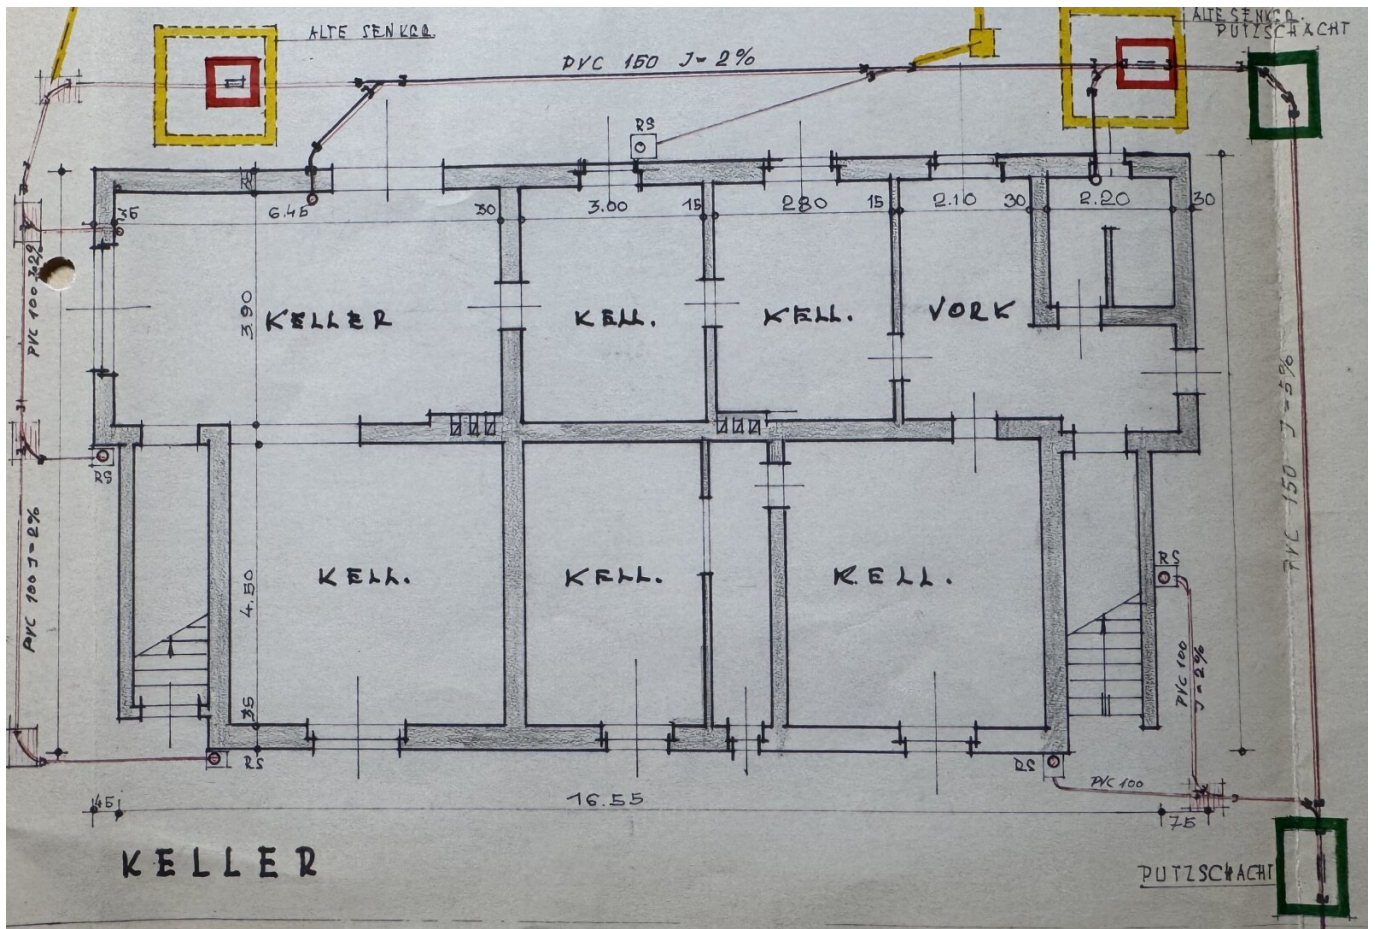 ALTE SENKGR.
ALTE SENKGR.
PUTZSCHACHT
PVC 150 J=2%
RS
35
6.45
30
3.00
15
2.80
15
2.10
30
2.20
30
PVC 100 J=2%
3.90
KELLER
KELL.
KELL.
VORK
RS
PVC 150 J=5%
PVC 100 J=2%
4.50
KELL.
KELL.
KELL.
RS
PVC 100
J=2%
35
RS
RS
PVC 100
45
16.55
75
KELLER
PUTZSCHACHT